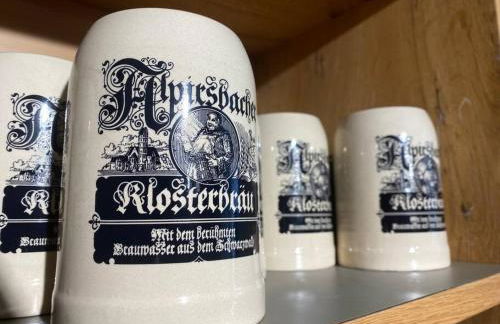 Alpirsbacher
Klosterbräu
Mit dem berühmten
Brauwasser aus dem Schwarzwald